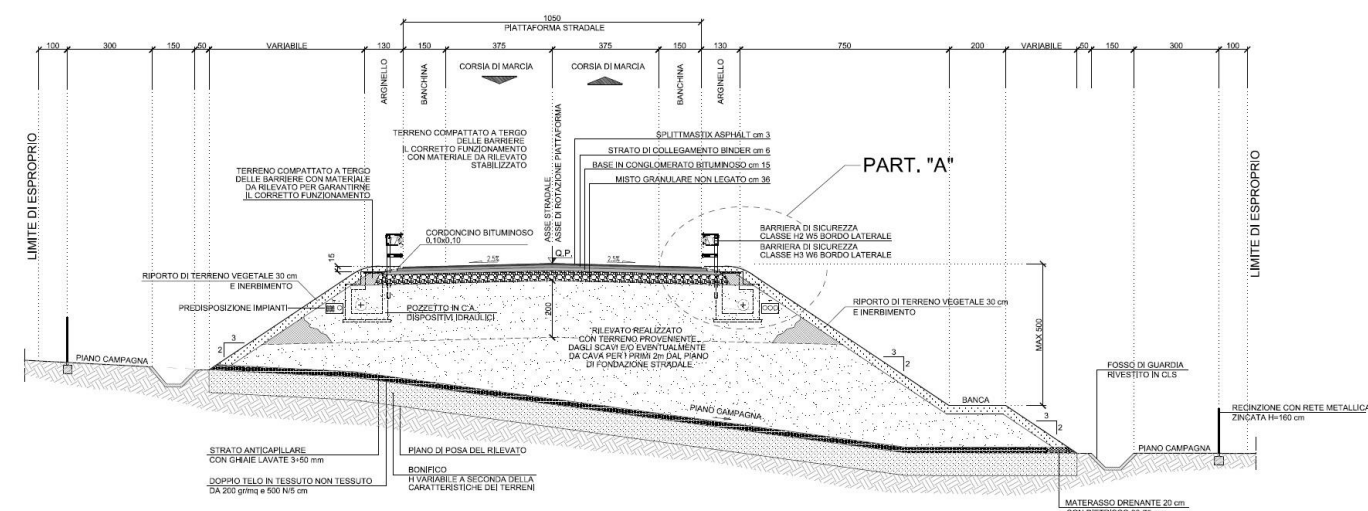 1050
PIATTAFORMA STRADALE
100
300
150
50
VARIABILE
130
150
375
375
150
130
750
200
VARIABILE
50
150
300
100
LIMITE DI ESPROPRIO
ARGINELLO
BANCHINA
CORSIA DI MARCIA
CORSIA DI MARCIA
BANCHINA
ARGINELLO
LIMITE DI ESPROPRIO
ASSE STRADALE
ASSE DI ROTAZIONE PIATTAFORMA
TERRENO COMPATTATO A TERGO
DELLE BARRIERE
IL CORRETTO FUNZIONAMENTO
CON MATERIALE DA RILEVATO
STABILIZZATO
SPLITTMASTIX ASPHALT cm 3
STRATO DI COLLEGAMENTO BINDER cm 6
BASE IN CONGLOMERATO BITUMINOSO cm 15
MISTO GRANULARE NON LEGATO cm 36
PART. "A"
TERRENO COMPATTATO A TERGO
DELLE BARRIERE CON MATERIALE
DA RILEVATO PER GARANTIRNE
IL CORRETTO FUNZIONAMENTO
CORDONCINO BITUMINOSO
0,10x0,10
BARRIERA DI SICUREZZA
CLASSE H2 W5 BORDO LATERALE
BARRIERA DI SICUREZZA
CLASSE H3 W6 BORDO LATERALE
Q.P.
2.5%
2.5%
15
RIPORTO DI TERRENO VEGETALE 30 cm
E INERBIMENTO
PREDISPOSIZIONE IMPIANTI
POZZETTO IN C.A.
DISPOSITIVI IDRAULICI
200
RIPORTO DI TERRENO VEGETALE 30 cm
E INERBIMENTO
MAX 500
RILEVATO REALIZZATO
CON TERRENO PROVENIENTE
DAGLI SCAVI E/O EVENTUALMENTE
DA CAVA PER I PRIMI 2m DAL PIANO
DI FONDAZIONE STRADALE
3
2
3
2
PIANO CAMPAGNA
FOSSO DI GUARDIA
RIVESTITO IN CLS
BANCA
PIANO CAMPAGNA
3
2
RECINZIONE CON RETE METALLICA
ZINCATA H=160 cm
PIANO CAMPAGNA
STRATO ANTICAPILLARE
CON GHIAIE LAVATE 3÷50 mm
PIANO DI POSA DEL RILEVATO
DOPPIO TELO IN TESSUTO NON TESSUTO
DA 200 gr/mq e 500 N/5 cm
BONIFICO
H VARIABILE A SECONDA DELLA
CARATTERISTICHE DEI TERRENI
MATERASSO DRENANTE 20 cm